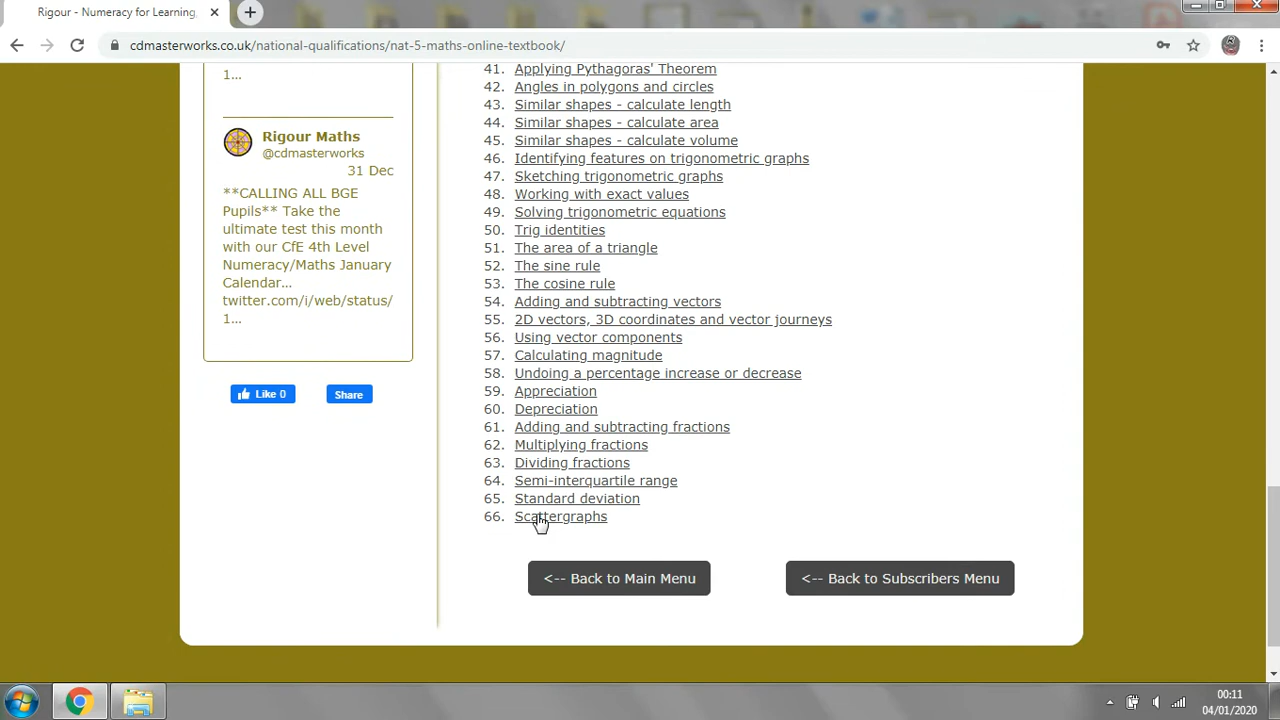 Rigour - Numeracy for Learning,
cdmasterworks.co.uk/national-qualifications/nat-5-maths-online-textbook/
1...
Rigour Maths
@cdmasterworks
31 Dec
**CALLING ALL BGE
Pupils** Take the
ultimate test this month
with our CfE 4th Level
Numeracy/Maths January
Calendar...
twitter.com/i/web/status/
1...
Like 0
Share
41. Applying Pythagoras' Theorem
42. Angles in polygons and circles
43. Similar shapes - calculate length
44. Similar shapes - calculate area
45. Similar shapes - calculate volume
46. Identifying features on trigonometric graphs
47. Sketching trigonometric graphs
48. Working with exact values
49. Solving trigonometric equations
50. Trig identities
51. The area of a triangle
52. The sine rule
53. The cosine rule
54. Adding and subtracting vectors
55. 2D vectors, 3D coordinates and vector journeys
56. Using vector components
57. Calculating magnitude
58. Undoing a percentage increase or decrease
59. Appreciation
60. Depreciation
61. Adding and subtracting fractions
62. Multiplying fractions
63. Dividing fractions
64. Semi-interquartile range
65. Standard deviation
66. Scattergraphs
<-- Back to Main Menu
<-- Back to Subscribers Menu
00:11
04/01/2020